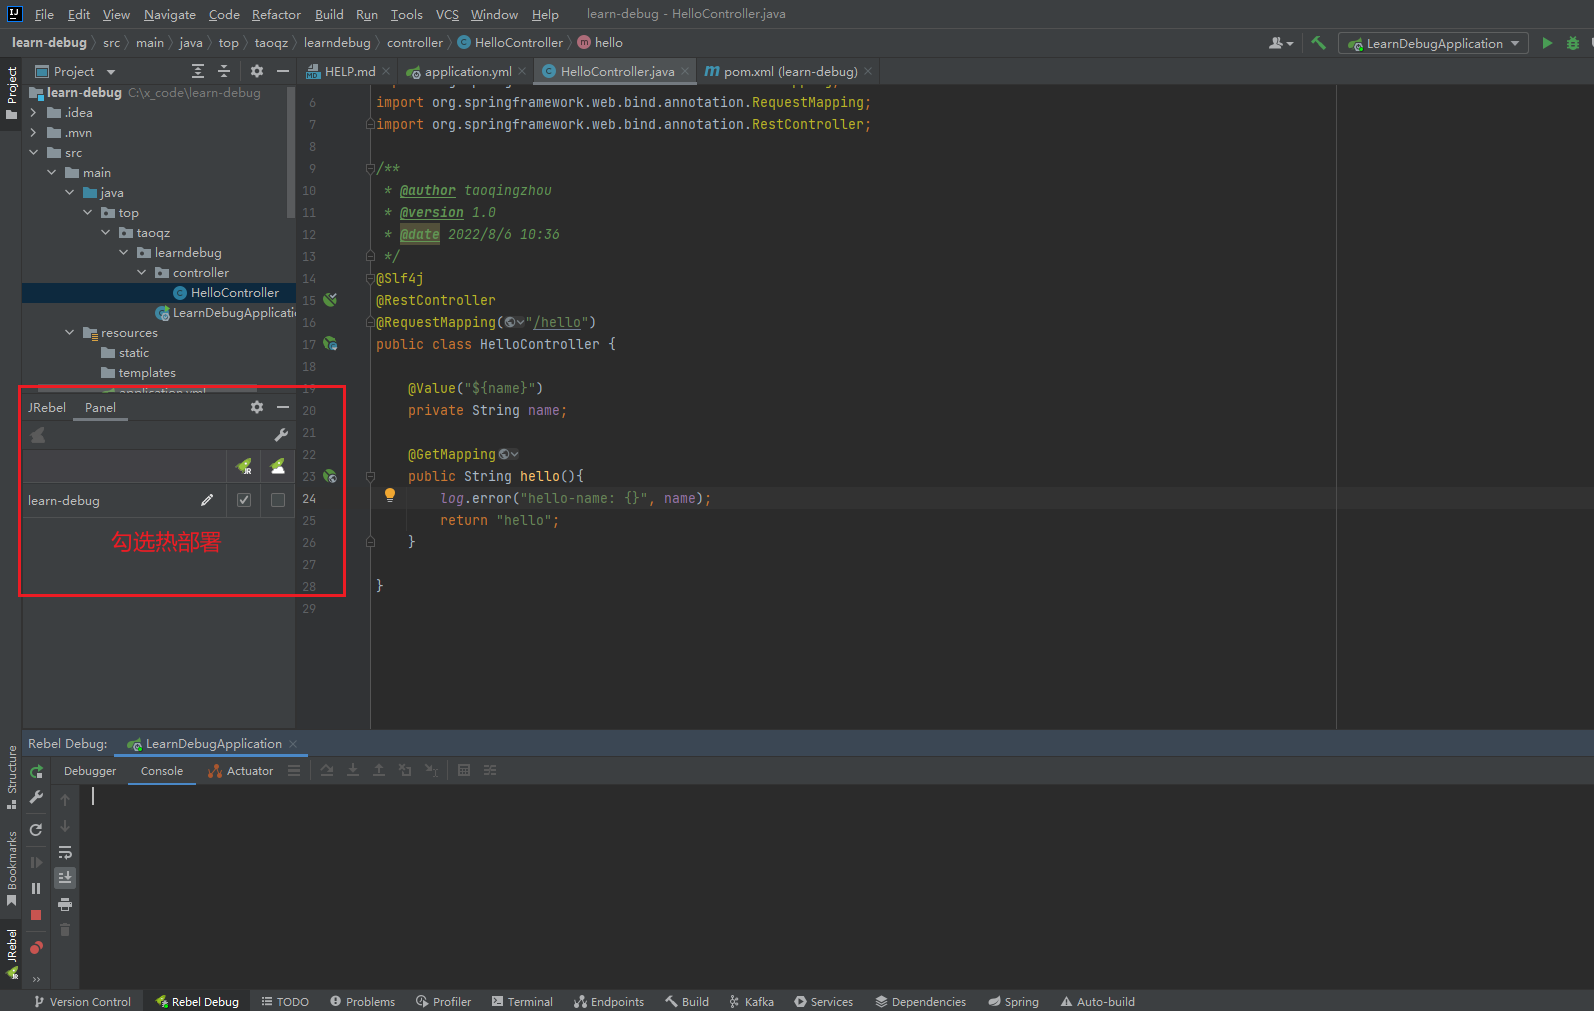 File Edit View Navigate Code Refactor Build Run Tools VCS Window Help learn-debug - HelloController.java
learn-debug src main java top taoqz learndebug controller HelloController hello
LearnDebugApplication
Project
Project
HELP.md application.yml HelloController.java pom.xml (learn-debug)
learn-debug C:\x_code\learn-debug
.idea
.mvn
src
main
java
top
taoqz
learndebug
controller
HelloController
LearnDebugApplicati
resources
static
templates
application.yml
JRebel Panel
learn-debug
勾选热部署
6 import org.springframework.web.bind.annotation.RequestMapping;
7 import org.springframework.web.bind.annotation.RestController;
8
9 /**
10 * @author taoqingzhou
11 * @version 1.0
12 * @date 2022/8/6 10:36
13 */
14 @Slf4j
15 @RestController
16 @RequestMapping("/hello")
17 public class HelloController {
18
19 @Value("${name}")
20 private String name;
21
22 @GetMapping
23 public String hello(){
24 log.error("hello-name: {}", name);
25 return "hello";
26 }
27
28 }
29
Rebel Debug: LearnDebugApplication
Debugger Console Actuator
Structure
Bookmarks
JRebel
Version Control Rebel Debug TODO Problems Profiler Terminal Endpoints Build Kafka Services Dependencies Spring Auto-build